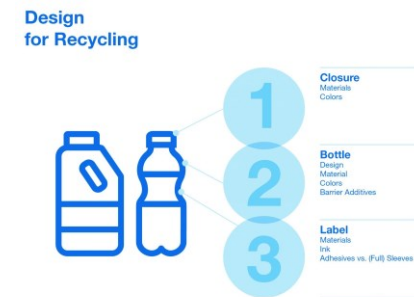 Design
for Recycling
1
Closure
Materials
Colors
2
Bottle
Design
Material
Colors
Barrier Additives
3
Label
Materials
Ink
Adhesives vs. (Full) Sleeves